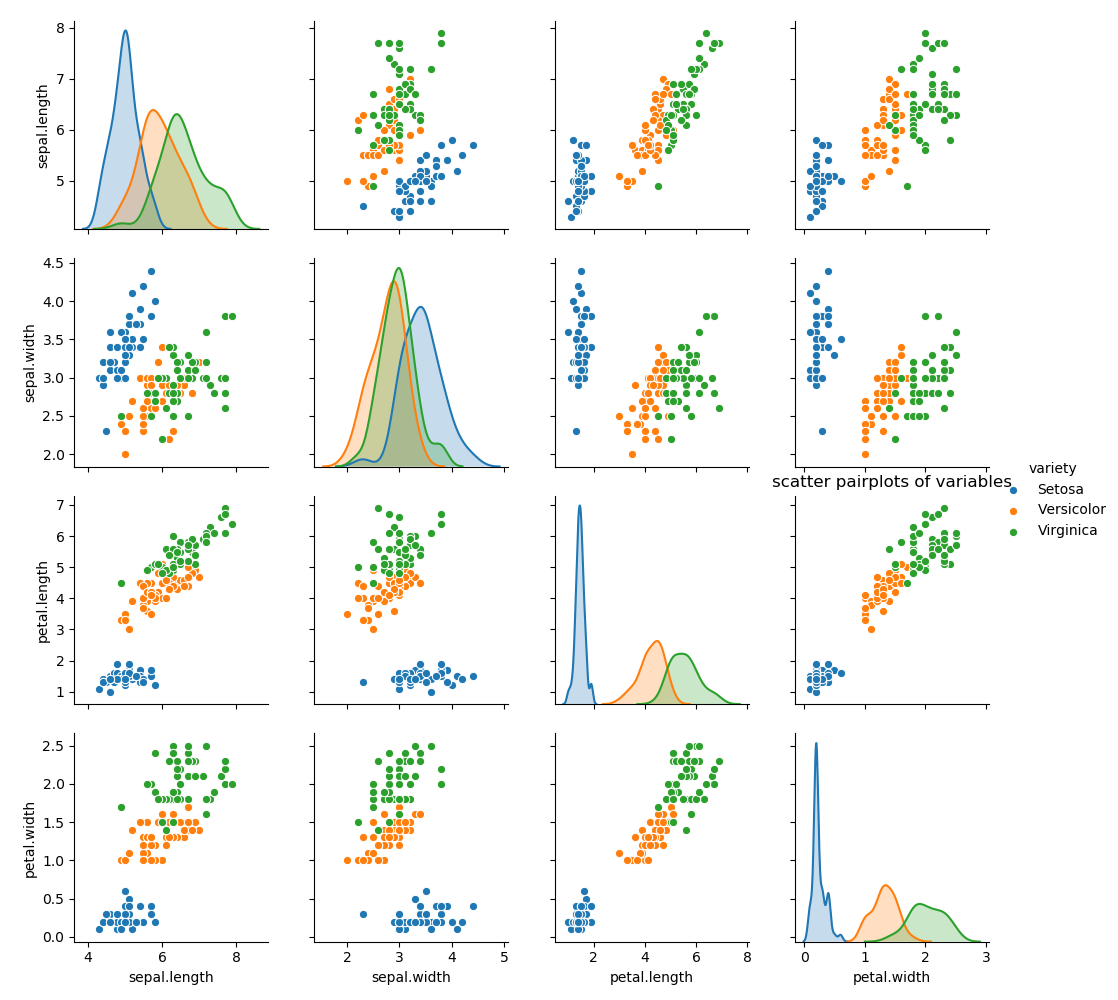 8
7
6
5
sepal.length
4.5
4.0
3.5
3.0
2.5
2.0
sepal.width
scatter pairplots of variables
variety
Setosa
Versicolor
Virginica
7
6
5
4
3
2
1
petal.length
2.5
2.0
1.5
1.0
0.5
0.0
petal.width
4 6 8
2 3 4 5
2 4 6 8
0 1 2 3
sepal.length sepal.width petal.length petal.width